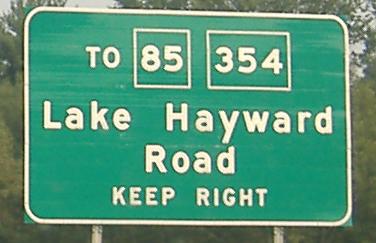 TO 85 354
Lake Hayward
Road
KEEP RIGHT